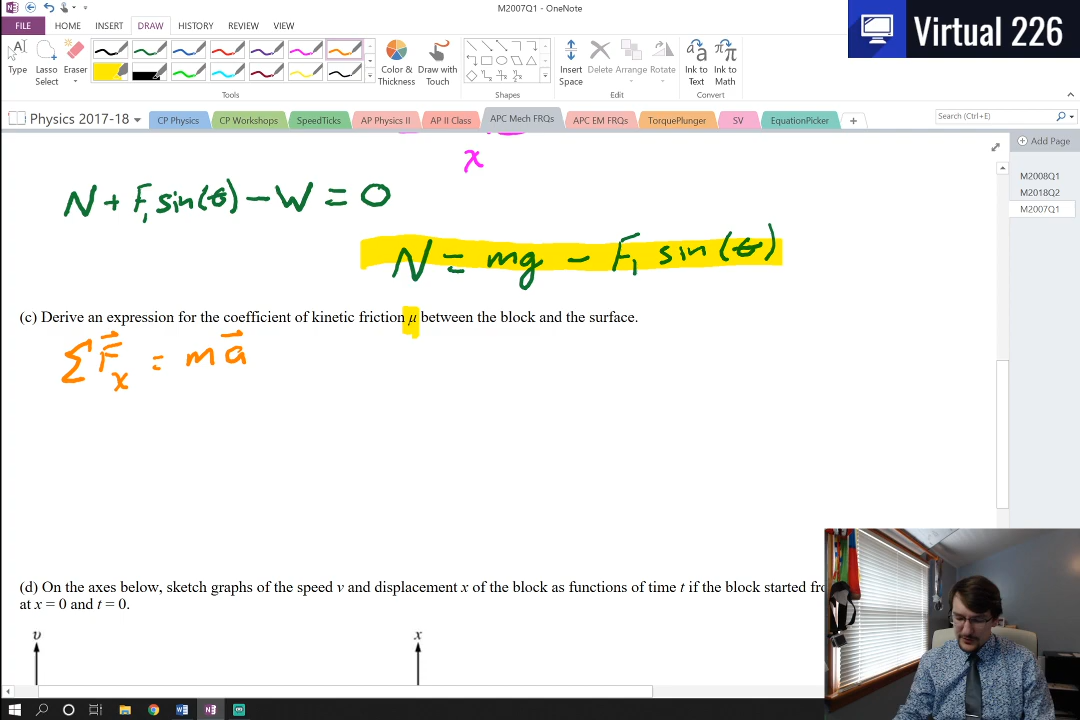 M2007Q1 - OneNote
FILE HOME INSERT DRAW HISTORY REVIEW VIEW
Virtual 226
Type Lasso Select Eraser Color & Thickness Draw with Touch Insert Space Delete Arrange Rotate Ink to Text Ink to Math
Tools Shapes Edit Convert
Physics 2017-18 CP Physics CP Workshops SpeedTicks AP Physics II AP II Class APC Mech FRQs APC EM FRQs TorquePlunger SV EquationPicker Search (Ctrl+E)
Add Page
M2008Q1
M2018Q2
M2007Q1
x
N + F₁ sin(θ) - W = 0
N = mg - F₁ sin(θ)
(c) Derive an expression for the coefficient of kinetic friction μ between the block and the surface.
ΣF⃗ₓ = ma⃗
(d) On the axes below, sketch graphs of the speed v and displacement x of the block as functions of time t if the block started fro
at x = 0 and t = 0.
υ x